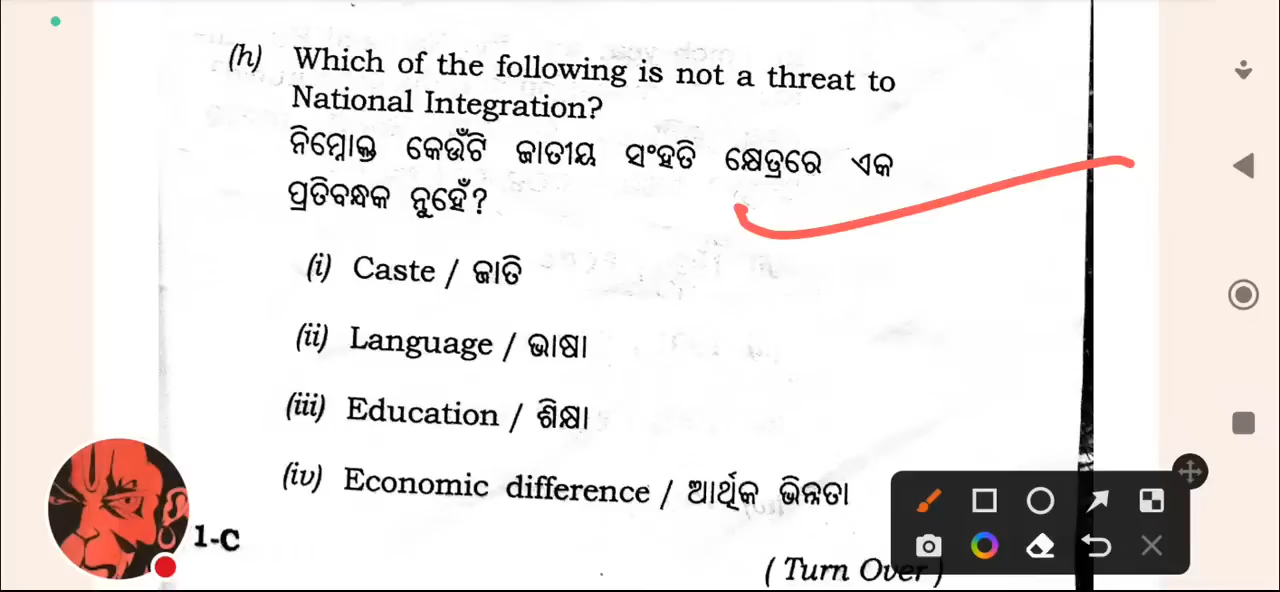 (h) Which of the following is not a threat to
National Integration?
ନିମ୍ନୋକ୍ତ କେଉଁଟି ଜାତୀୟ ସଂହତି କ୍ଷେତ୍ରରେ ଏକ
ପ୍ରତିବନ୍ଧକ ନୁହେଁ?
(i) Caste / ଜାତି
(ii) Language / ଭାଷା
(iii) Education / ଶିକ୍ଷା
(iv) Economic difference / ଆର୍ଥିକ ଭିନ୍ନତା
1-C
( Turn Over )